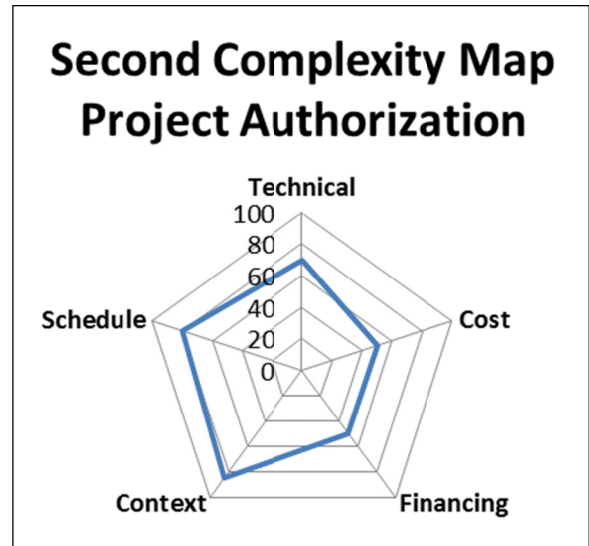 Second Complexity Map
Project Authorization
Technical
100
80
60
40
20
0
Schedule
Cost
Context
Financing